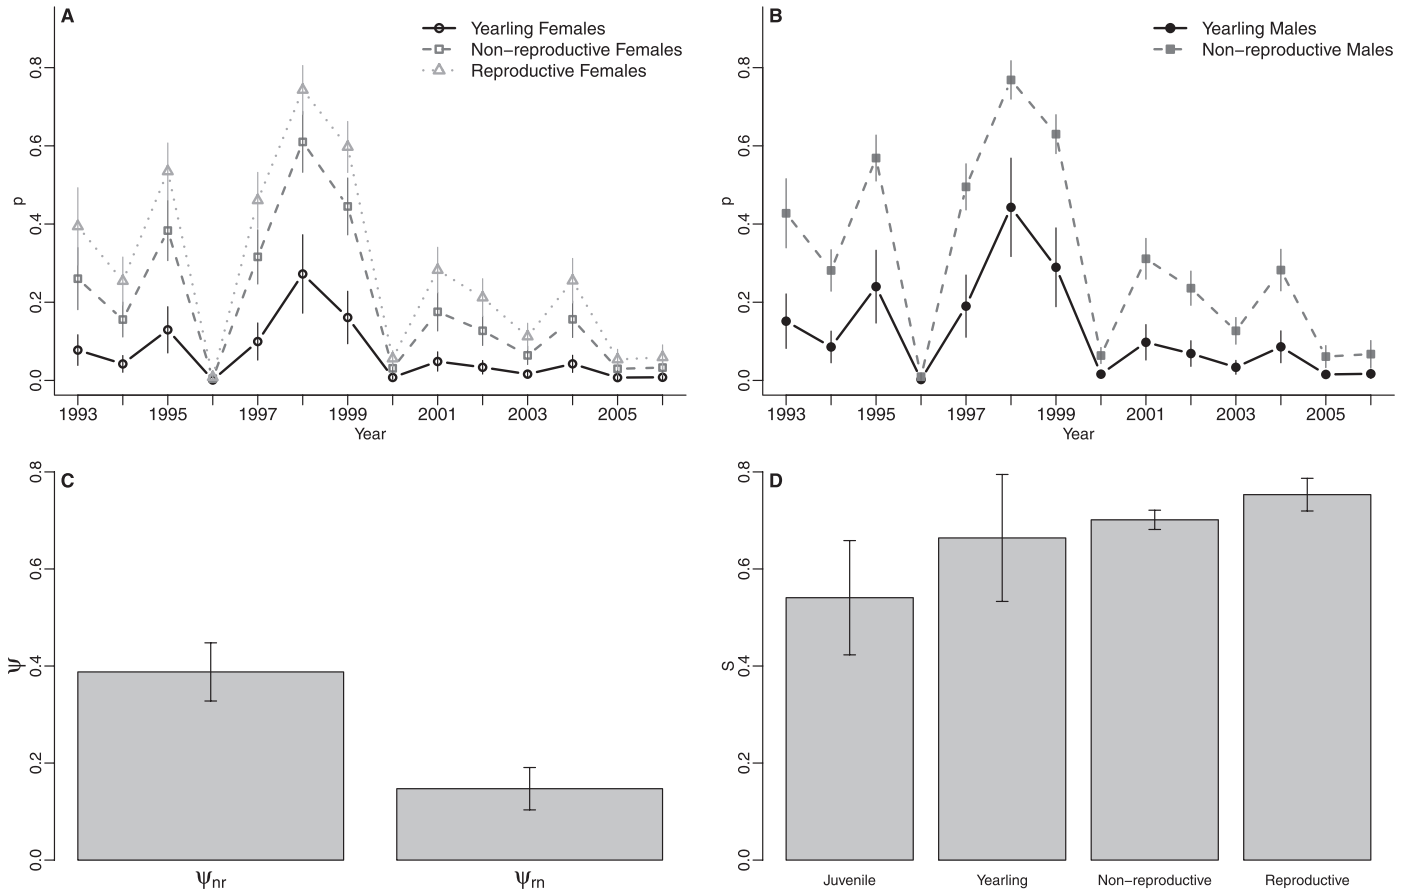 A
Yearling Females
Non−reproductive Females
Reproductive Females
p
0.0 0.2 0.4 0.6 0.8
1993 1995 1997 1999 2001 2003 2005
Year
B
Yearling Males
Non−reproductive Males
p
0.0 0.2 0.4 0.6 0.8
1993 1995 1997 1999 2001 2003 2005
Year
C
ψ
0.0 0.2 0.4 0.6 0.8
ψnr ψrn
D
S
0.0 0.2 0.4 0.6 0.8
Juvenile Yearling Non−reproductive Reproductive